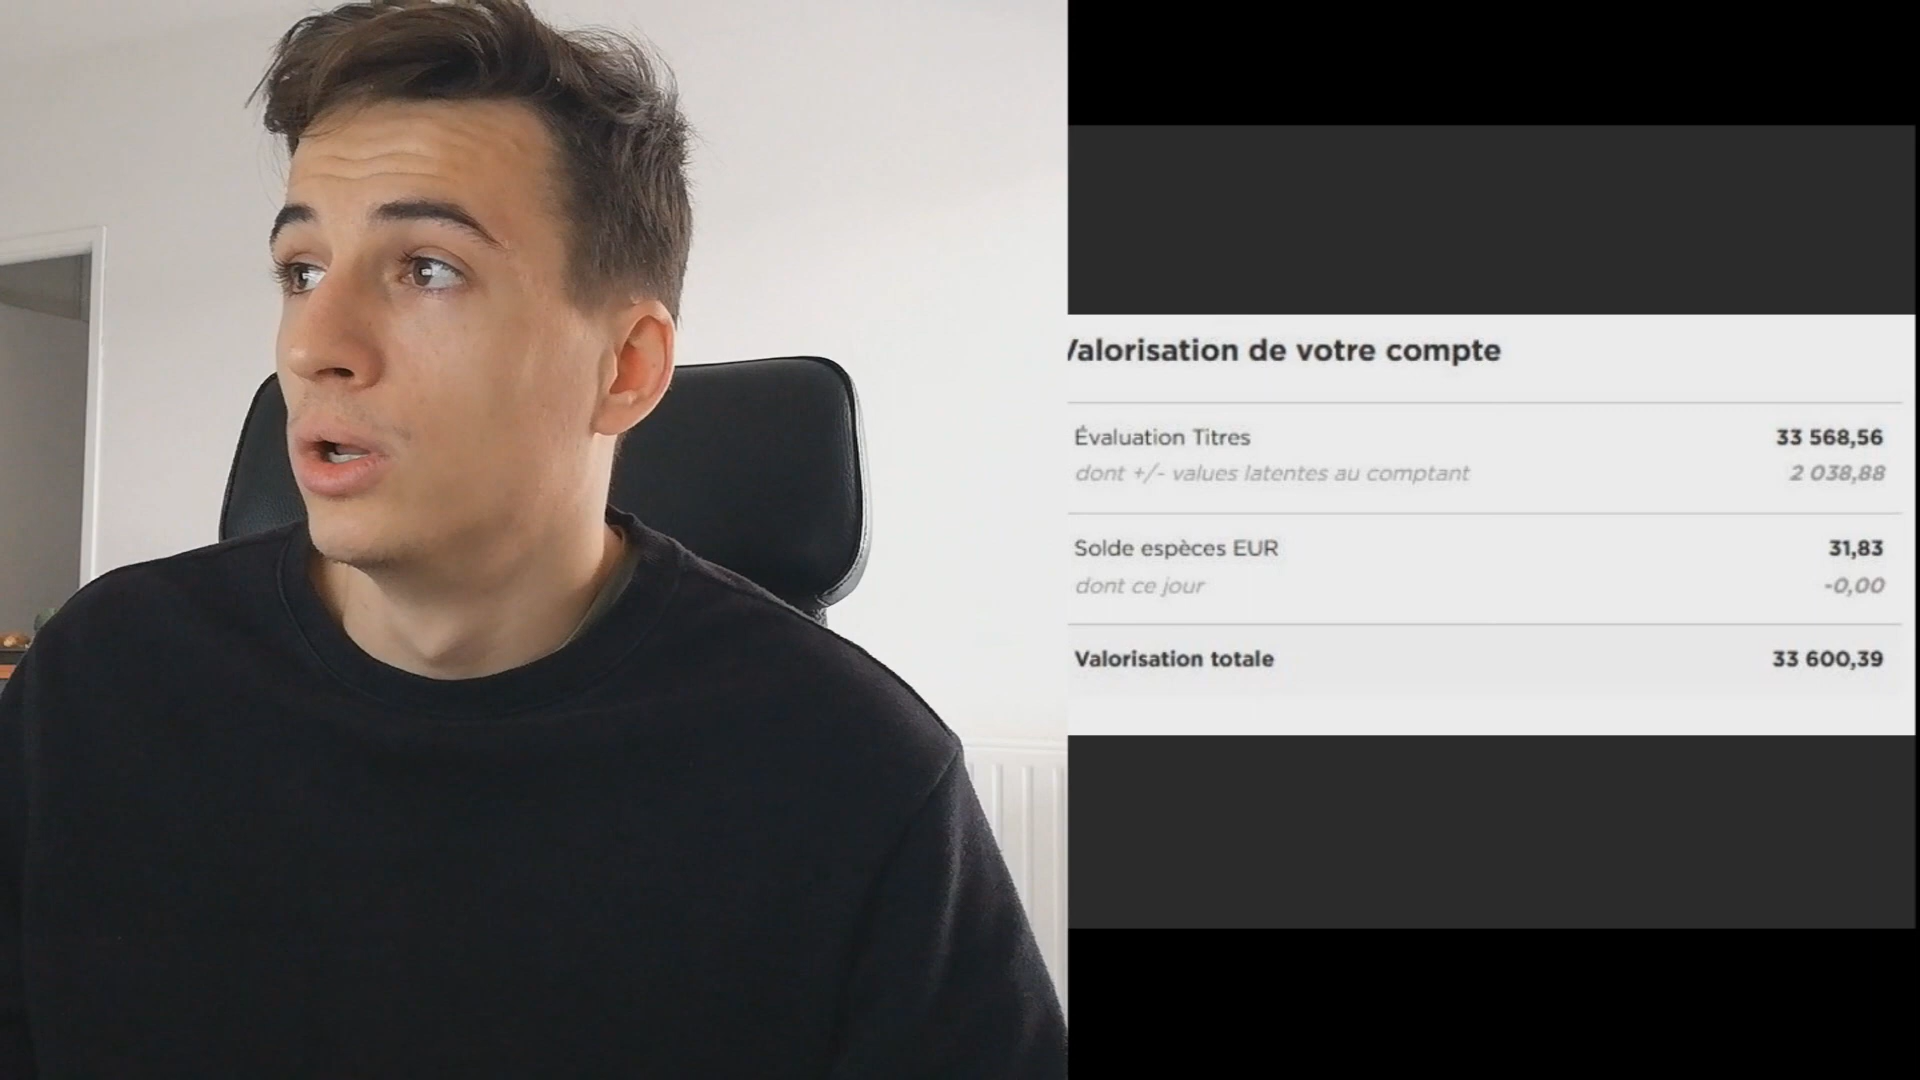 Valorisation de votre compte
Évaluation Titres 33 568,56
dont +/- values latentes au comptant 2 038,88
Solde espèces EUR 31,83
dont ce jour -0,00
Valorisation totale 33 600,39